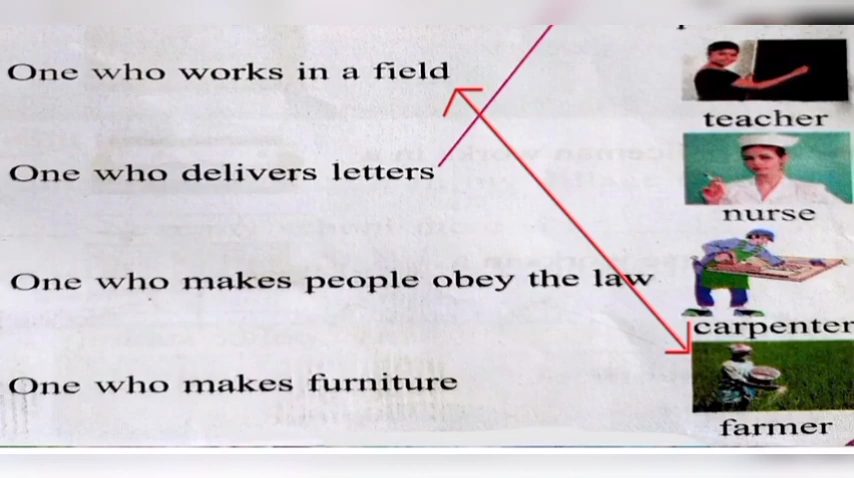 One who works in a field
teacher
One who delivers letters
nurse
One who makes people obey the law
carpenter
One who makes furniture
farmer